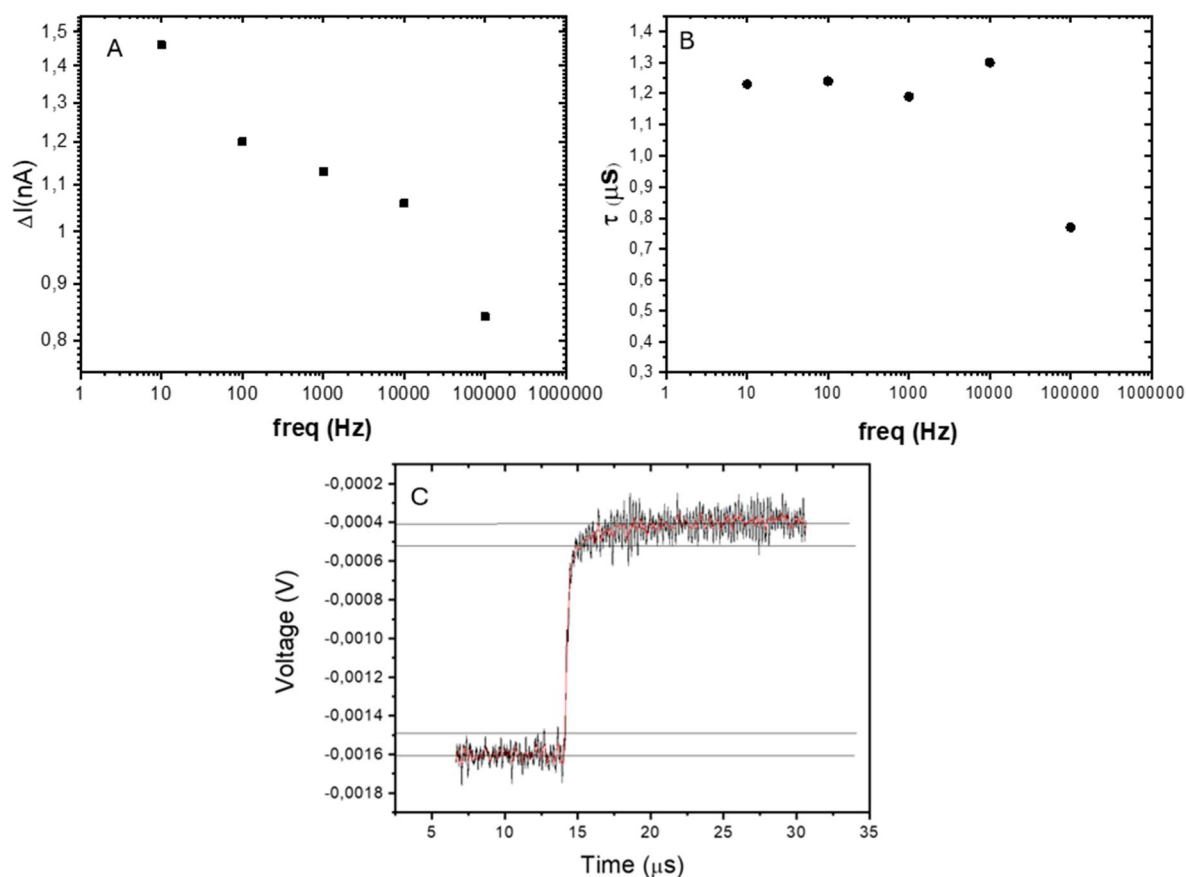 A
1,5
1,4
1,3
1,2
1,1
1
0,9
0,8
ΔI(nA)
1 10 100 1000 10000 100000 1000000
freq (Hz)
B
1,4
1,3
1,2
1,1
1,0
0,9
0,8
0,7
0,6
0,5
0,4
0,3
τ (μs)
1 10 100 1000 10000 100000 1000000
freq (Hz)
C
-0,0002
-0,0004
-0,0006
-0,0008
-0,0010
-0,0012
-0,0014
-0,0016
-0,0018
Voltage (V)
5 10 15 20 25 30 35
Time (μs)